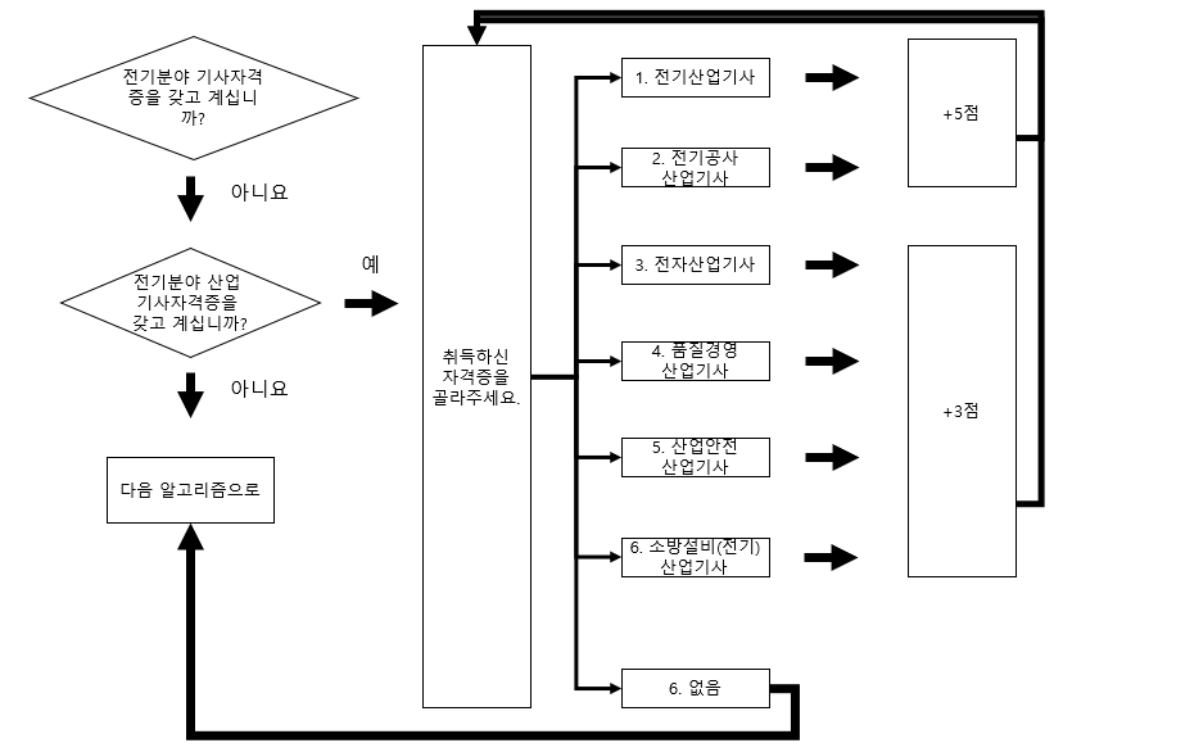 전기분야 기사자격
증을 갖고 계십니
까?
아니요
전기분야 산업
기사자격증을
갖고 계십니까?
예
아니요
다음 알고리즘으로
취득하신
자격증을
골라주세요.
1. 전기산업기사
2. 전기공사
산업기사
3. 전자산업기사
4. 품질경영
산업기사
5. 산업안전
산업기사
6. 소방설비(전기)
산업기사
6. 없음
+5점
+3점